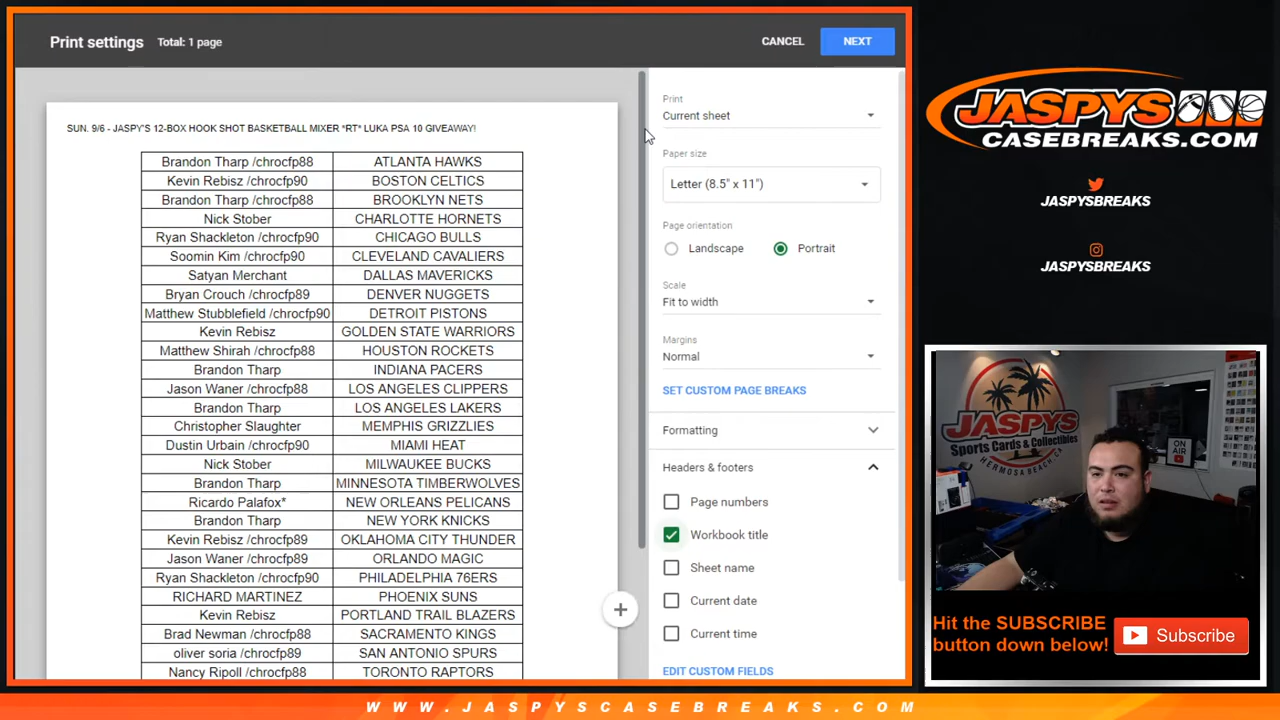 Print settings Total: 1 page CANCEL NEXT
SUN. 9/6 - JASPY'S 12-BOX HOOK SHOT BASKETBALL MIXER *RT* LUKA PSA 10 GIVEAWAY!
Brandon Tharp /chrocfp88 ATLANTA HAWKS
Kevin Rebisz /chrocfp90 BOSTON CELTICS
Brandon Tharp /chrocfp88 BROOKLYN NETS
Nick Stober CHARLOTTE HORNETS
Ryan Shackleton /chrocfp90 CHICAGO BULLS
Soomin Kim /chrocfp90 CLEVELAND CAVALIERS
Satyan Merchant DALLAS MAVERICKS
Bryan Crouch /chrocfp89 DENVER NUGGETS
Matthew Stubblefield /chrocfp90 DETROIT PISTONS
Kevin Rebisz GOLDEN STATE WARRIORS
Matthew Shirah /chrocfp88 HOUSTON ROCKETS
Brandon Tharp INDIANA PACERS
Jason Waner /chrocfp88 LOS ANGELES CLIPPERS
Brandon Tharp LOS ANGELES LAKERS
Christopher Slaughter MEMPHIS GRIZZLIES
Dustin Urbain /chrocfp90 MIAMI HEAT
Nick Stober MILWAUKEE BUCKS
Brandon Tharp MINNESOTA TIMBERWOLVES
Ricardo Palafox* NEW ORLEANS PELICANS
Brandon Tharp NEW YORK KNICKS
Kevin Rebisz /chrocfp89 OKLAHOMA CITY THUNDER
Jason Waner /chrocfp89 ORLANDO MAGIC
Ryan Shackleton /chrocfp90 PHILADELPHIA 76ERS
RICHARD MARTINEZ PHOENIX SUNS
Kevin Rebisz PORTLAND TRAIL BLAZERS
Brad Newman /chrocfp88 SACRAMENTO KINGS
oliver soria /chrocfp89 SAN ANTONIO SPURS
Nancy Ripoll /chrocfp88 TORONTO RAPTORS
Print
Current sheet
Paper size
Letter (8.5" x 11")
Page orientation
Landscape Portrait
Scale
Fit to width
Margins
Normal
SET CUSTOM PAGE BREAKS
Formatting
Headers & footers
Page numbers
Workbook title
Sheet name
Current date
Current time
EDIT CUSTOM FIELDS
JASPYS
CASEBREAKS.COM
JASPYSBREAKS
JASPYSBREAKS
JASPYS
Sports Cards & Collectibles
HERMOSA BEACH, CA
ON AIR
Hit the SUBSCRIBE
button down below!
Subscribe
WWW.JASPYSCASEBREAKS.COM